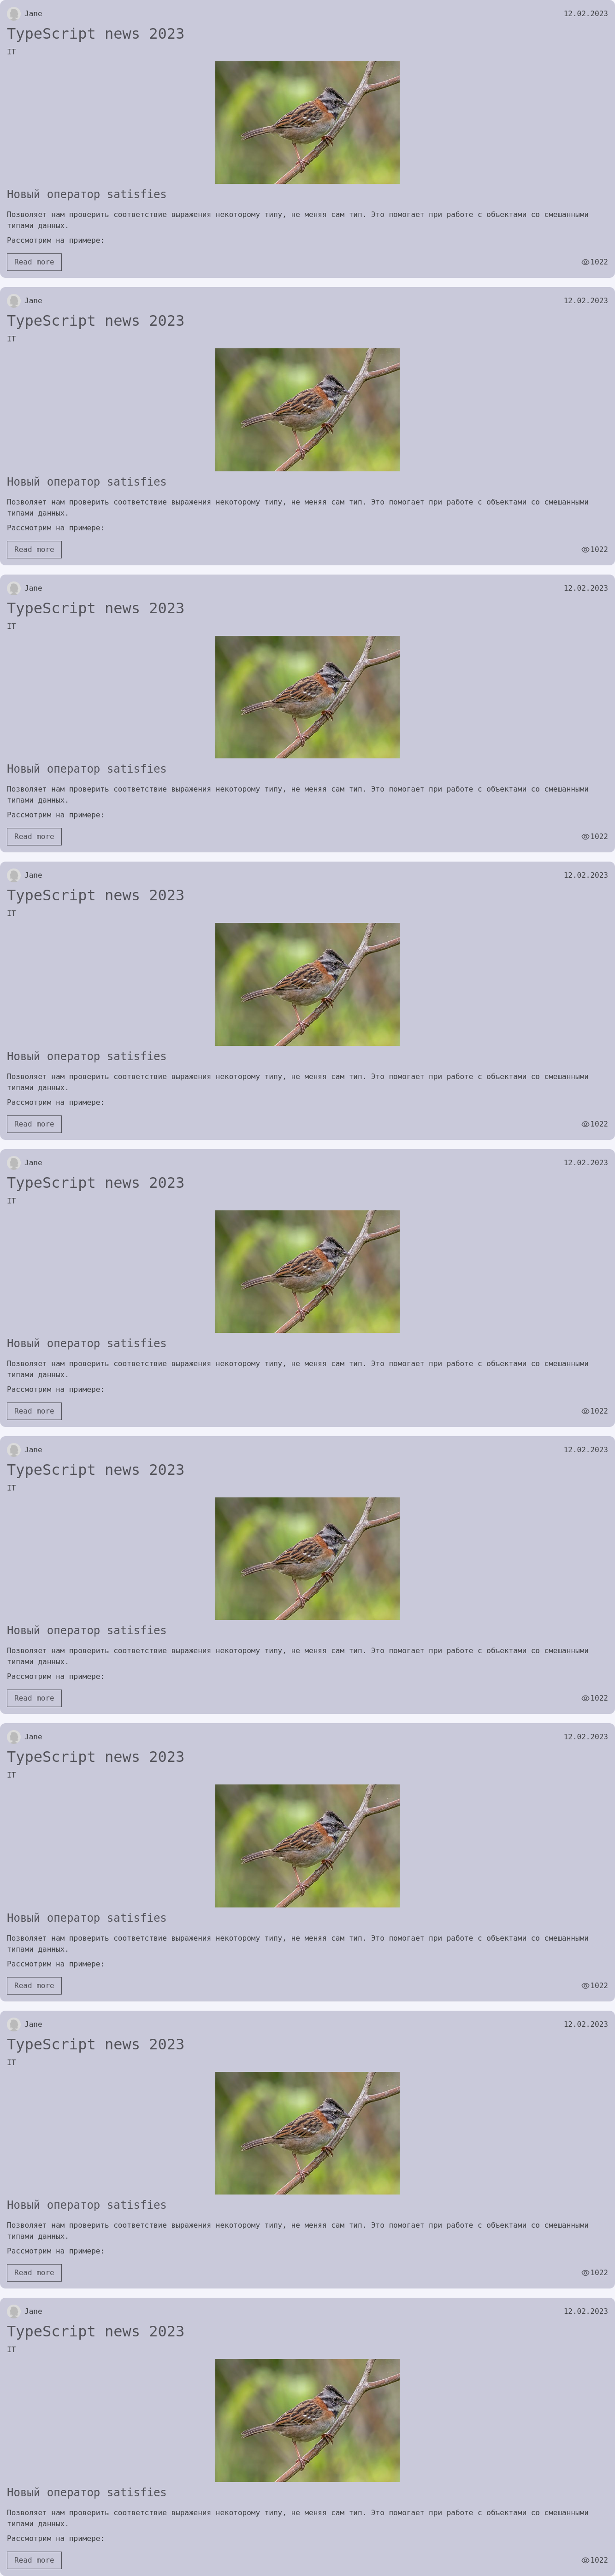 Jane 12.02.2023
TypeScript news 2023
IT
Новый оператор satisfies
Позволяет нам проверить соответствие выражения некоторому типу, не меняя сам тип. Это помогает при работе с объектами со смешанными
типами данных.
Рассмотрим на примере:
Read more 1022
Jane 12.02.2023
TypeScript news 2023
IT
Новый оператор satisfies
Позволяет нам проверить соответствие выражения некоторому типу, не меняя сам тип. Это помогает при работе с объектами со смешанными
типами данных.
Рассмотрим на примере:
Read more 1022
Jane 12.02.2023
TypeScript news 2023
IT
Новый оператор satisfies
Позволяет нам проверить соответствие выражения некоторому типу, не меняя сам тип. Это помогает при работе с объектами со смешанными
типами данных.
Рассмотрим на примере:
Read more 1022
Jane 12.02.2023
TypeScript news 2023
IT
Новый оператор satisfies
Позволяет нам проверить соответствие выражения некоторому типу, не меняя сам тип. Это помогает при работе с объектами со смешанными
типами данных.
Рассмотрим на примере:
Read more 1022
Jane 12.02.2023
TypeScript news 2023
IT
Новый оператор satisfies
Позволяет нам проверить соответствие выражения некоторому типу, не меняя сам тип. Это помогает при работе с объектами со смешанными
типами данных.
Рассмотрим на примере:
Read more 1022
Jane 12.02.2023
TypeScript news 2023
IT
Новый оператор satisfies
Позволяет нам проверить соответствие выражения некоторому типу, не меняя сам тип. Это помогает при работе с объектами со смешанными
типами данных.
Рассмотрим на примере:
Read more 1022
Jane 12.02.2023
TypeScript news 2023
IT
Новый оператор satisfies
Позволяет нам проверить соответствие выражения некоторому типу, не меняя сам тип. Это помогает при работе с объектами со смешанными
типами данных.
Рассмотрим на примере:
Read more 1022
Jane 12.02.2023
TypeScript news 2023
IT
Новый оператор satisfies
Позволяет нам проверить соответствие выражения некоторому типу, не меняя сам тип. Это помогает при работе с объектами со смешанными
типами данных.
Рассмотрим на примере:
Read more 1022
Jane 12.02.2023
TypeScript news 2023
IT
Новый оператор satisfies
Позволяет нам проверить соответствие выражения некоторому типу, не меняя сам тип. Это помогает при работе с объектами со смешанными
типами данных.
Рассмотрим на примере:
Read more 1022